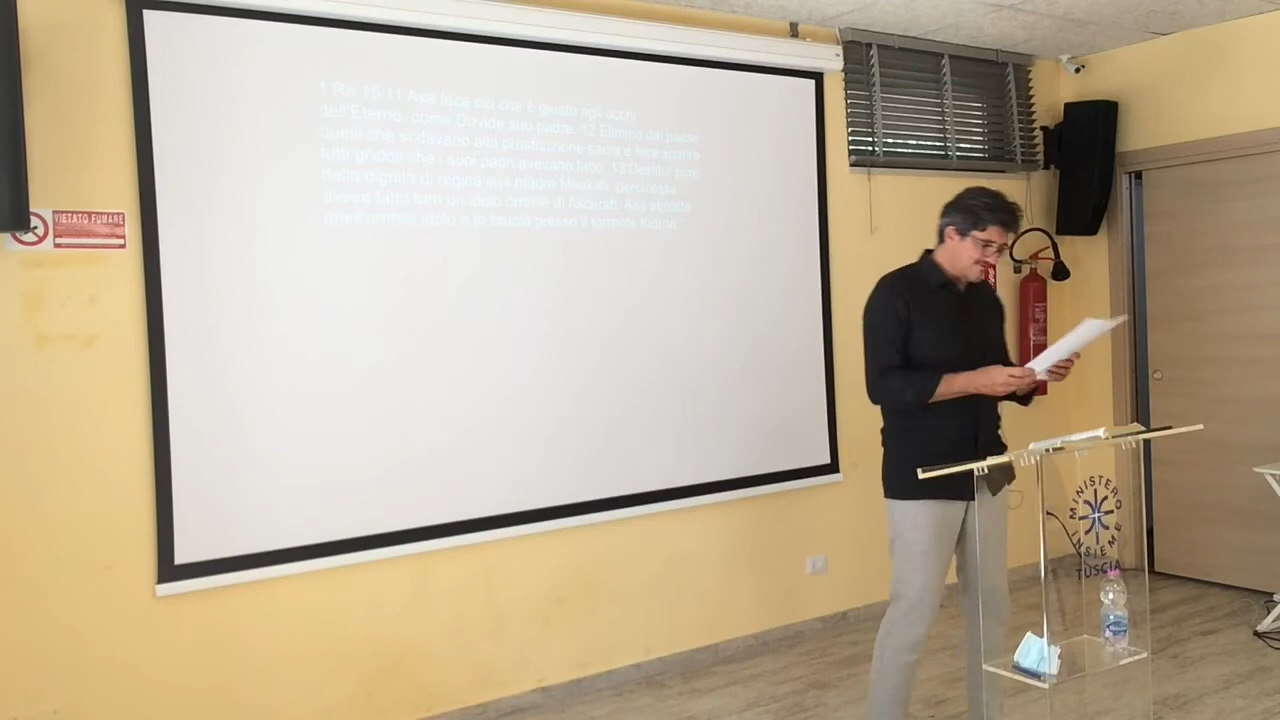 1 Re 15:11 Asa fece ciò che è giusto agli occhi
dell'Eterno, come Davide suo padre. 12 Eliminò dal paese
quelli che si davano alla prostituzione sacra e fece sparire
tutti gl'idoli che i suoi padri avevano fatto. 13 Destituì pure
dalla dignità di regina sua madre Maakah, perché essa
aveva fatto fare un'idolo orribile di Ascerah. Asa abbatté
quell'orribile idolo e lo bruciò presso il torrente Kidron.
VIETATO FUMARE
MINISTERO
INSIEME
TUSCIA